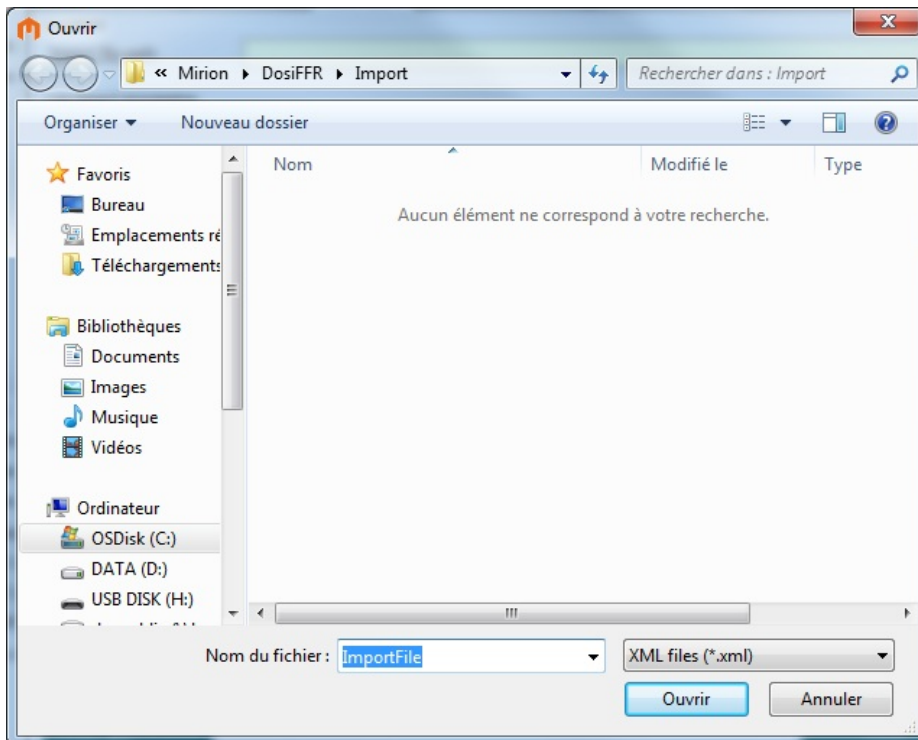 Ouvrir
« Mirion DosiFFR Import
Rechercher dans : Import
Organiser Nouveau dossier
Nom Modifié le Type
Aucun élément ne correspond à votre recherche.
Favoris
Bureau
Emplacements ré
Téléchargements
Bibliothèques
Documents
Images
Musique
Vidéos
Ordinateur
OSDisk (C:)
DATA (D:)
USB DISK (H:)
Nom du fichier : ImportFile XML files (*.xml)
Ouvrir Annuler